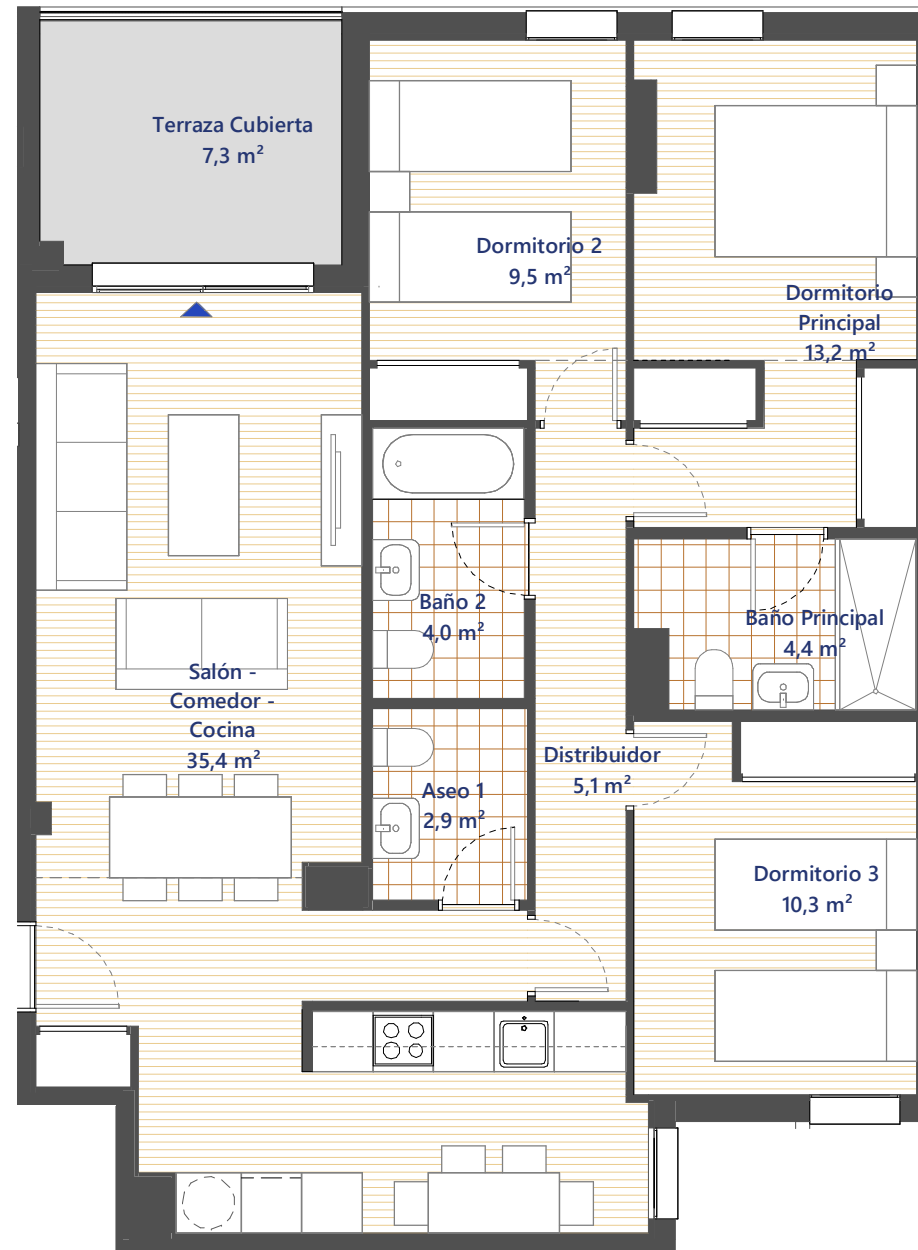 Terraza Cubierta
7,3 m²
Dormitorio 2
9,5 m²
Dormitorio
Principal
13,2 m²
Baño 2
4,0 m²
Baño Principal
4,4 m²
Salón -
Comedor -
Cocina
35,4 m²
Distribuidor
5,1 m²
Aseo 1
2,9 m²
Dormitorio 3
10,3 m²